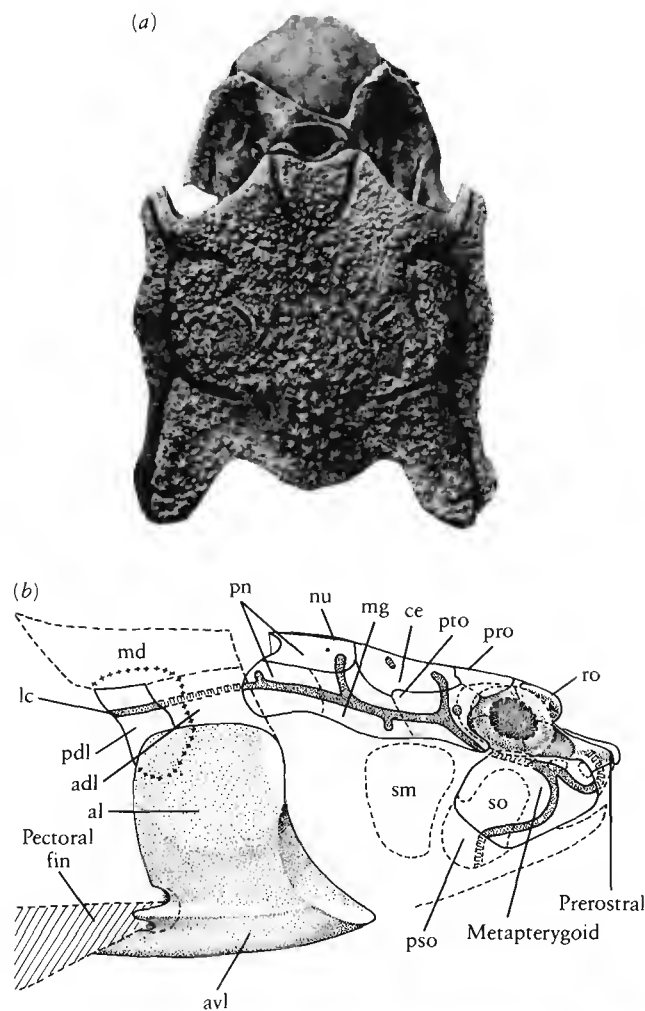 (a)
(b)
pn
nu
mg
ce
pto
pro
ro
md
lc
pdl
adl
al
sm
so
Pectoral
fin
pso
Metapterygoid
Prerostral
avl